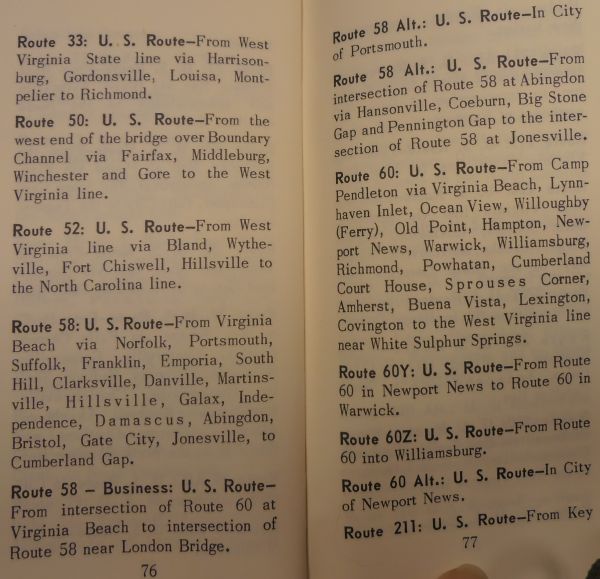 Route 33: U. S. Route—From West
Virginia State line via Harrison-
burg, Gordonsville, Louisa, Mont-
pelier to Richmond.
Route 50: U. S. Route—From the
west end of the bridge over Boundary
Channel via Fairfax, Middleburg,
Winchester and Gore to the West
Virginia line.
Route 52: U. S. Route—From West
Virginia line via Bland, Wythe-
ville, Fort Chiswell, Hillsville to
the North Carolina line.
Route 58: U. S. Route—From Virginia
Beach via Norfolk, Portsmouth,
Suffolk, Franklin, Emporia, South
Hill, Clarksville, Danville, Martins-
ville, Hillsville, Galax, Inde-
pendence, Damascus, Abingdon,
Bristol, Gate City, Jonesville, to
Cumberland Gap.
Route 58 – Business: U. S. Route—
From intersection of Route 60 at
Virginia Beach to intersection of
Route 58 near London Bridge.
76
Route 58 Alt.: U. S. Route—In City
of Portsmouth.
Route 58 Alt.: U. S. Route—From
intersection of Route 58 at Abingdon
via Hansonville, Coeburn, Big Stone
Gap and Pennington Gap to the inter-
section of Route 58 at Jonesville.
Route 60: U. S. Route—From Camp
Pendleton via Virginia Beach, Lynn-
haven Inlet, Ocean View, Willoughby
(Ferry), Old Point, Hampton, New-
port News, Warwick, Williamsburg,
Richmond, Powhatan, Cumberland
Court House, Sprouses Corner,
Amherst, Buena Vista, Lexington,
Covington to the West Virginia line
near White Sulphur Springs.
Route 60Y: U. S. Route—From Route
60 in Newport News to Route 60 in
Warwick.
Route 60Z: U. S. Route—From Route
60 into Williamsburg.
Route 60 Alt.: U. S. Route—In City
of Newport News.
Route 211: U. S. Route—From Key
77